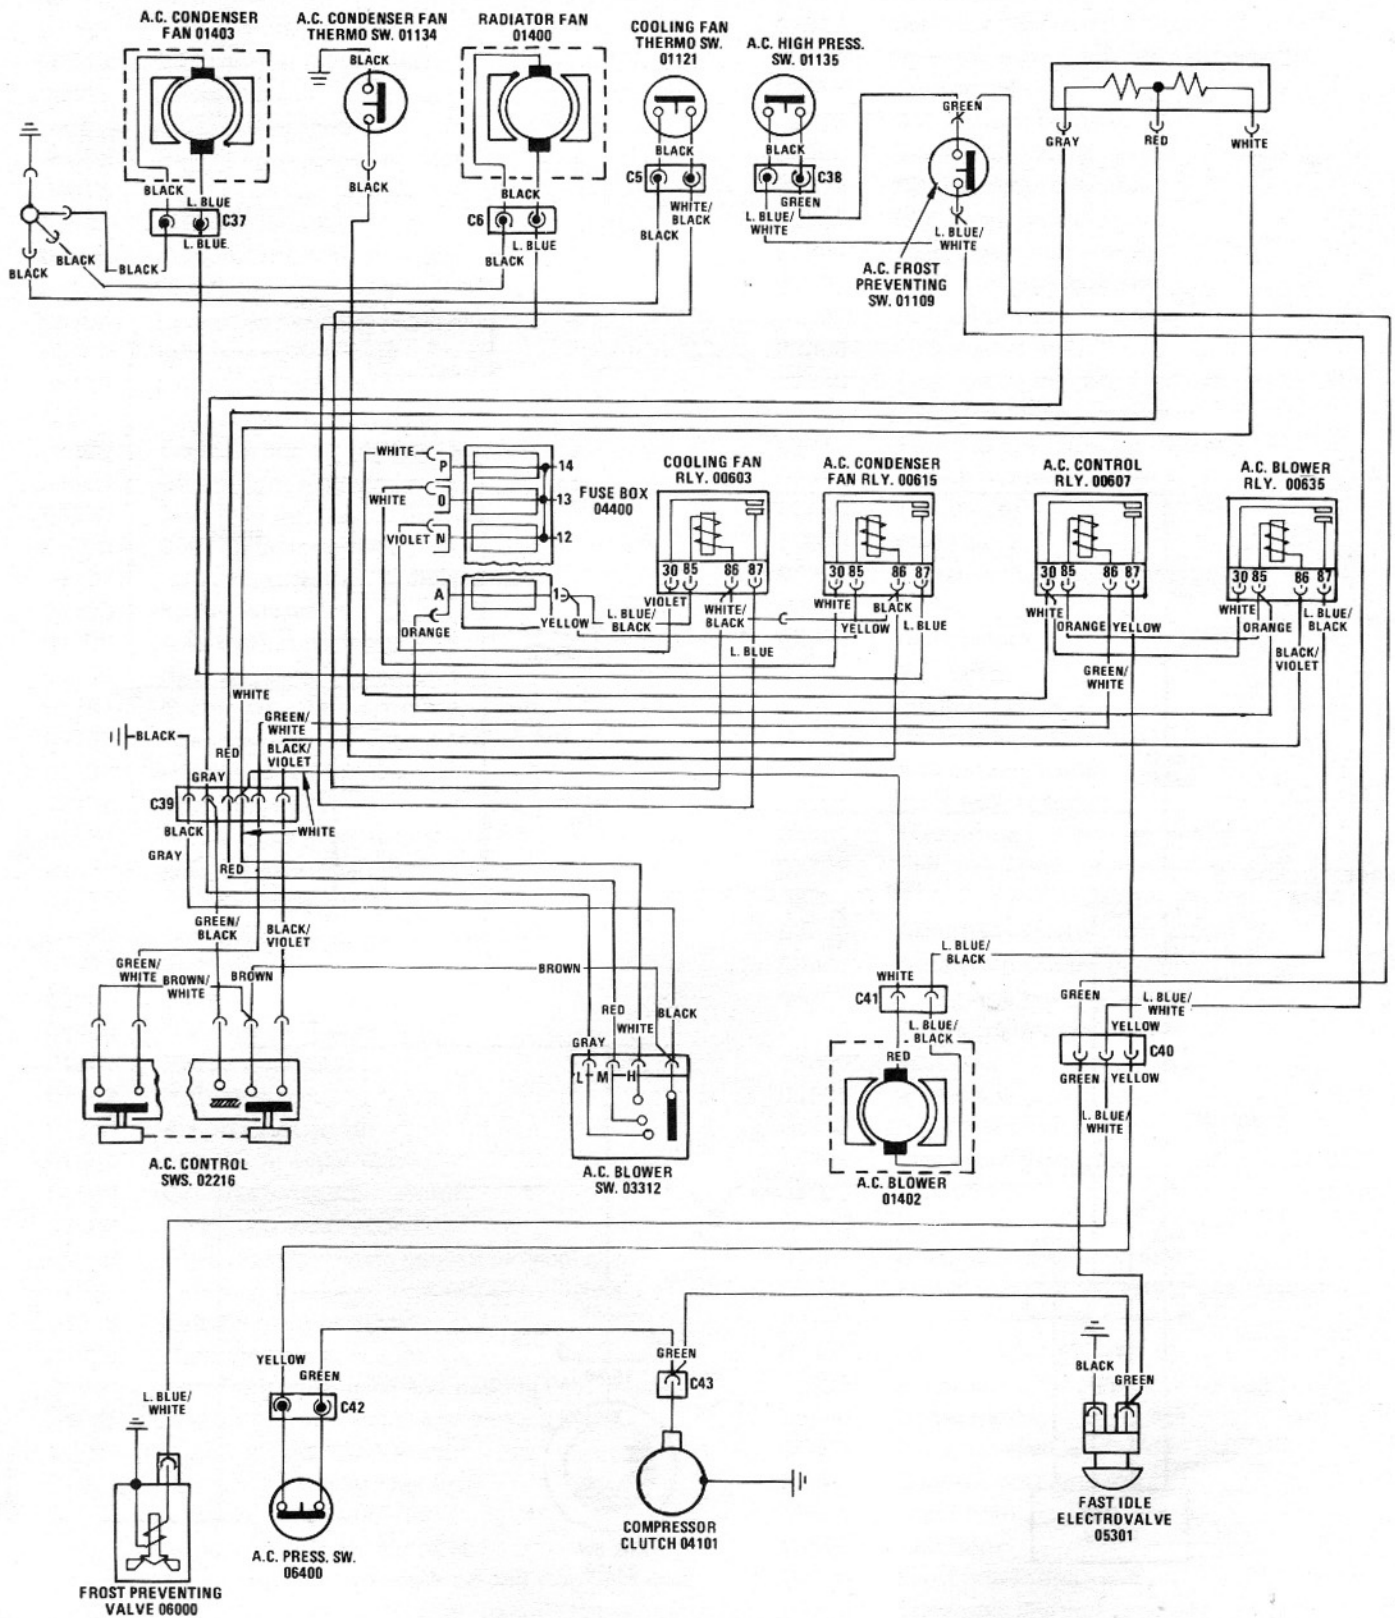 A.C. CONDENSER
FAN 01403
A.C. CONDENSER FAN
THERMO SW. 01134
RADIATOR FAN
01400
COOLING FAN
THERMO SW.
01121
A.C. HIGH PRESS.
SW. 01135
BLACK
GREEN
GRAY
RED
WHITE
BLACK
BLACK
BLACK
BLACK
L. BLUE
C37
L. BLUE
BLACK
BLACK
BLACK
BLACK
C6
L. BLUE
BLACK
C5
WHITE/
BLACK
BLACK
C38
GREEN
L. BLUE/
WHITE
L. BLUE/
WHITE
A.C. FROST
PREVENTING
SW. 01109
WHITE
P
14
WHITE
O
13
VIOLET
N
12
FUSE BOX
04400
A
1
ORANGE
YELLOW
COOLING FAN
RLY. 00603
30 85 86 87
VIOLET
L. BLUE/
BLACK
WHITE/
BLACK
L. BLUE
A.C. CONDENSER
FAN RLY. 00615
30 85 86 87
WHITE
BLACK
YELLOW
L. BLUE
A.C. CONTROL
RLY. 00607
30 85 86 87
WHITE
ORANGE
YELLOW
GREEN/
WHITE
A.C. BLOWER
RLY. 00635
30 85 86 87
WHITE
L. BLUE/
BLACK
ORANGE
BLACK/
VIOLET
WHITE
GREEN/
WHITE
BLACK
RED
BLACK/
VIOLET
GRAY
C39
BLACK
WHITE
GRAY
RED
GREEN/
BLACK
BLACK/
VIOLET
GREEN/
WHITE
BROWN/
WHITE
BROWN
BROWN
RED
BLACK
WHITE
GRAY
L M H
A.C. CONTROL
SWS. 02216
A.C. BLOWER
SW. 03312
L. BLUE/
BLACK
WHITE
C41
L. BLUE/
BLACK
RED
A.C. BLOWER
01402
GREEN
L. BLUE/
WHITE
YELLOW
C40
GREEN
YELLOW
L. BLUE/
WHITE
YELLOW
GREEN
C42
A.C. PRESS. SW.
06400
L. BLUE/
WHITE
FROST PREVENTING
VALVE 06000
GREEN
C43
COMPRESSOR
CLUTCH 04101
BLACK
GREEN
FAST IDLE
ELECTROVALVE
05301